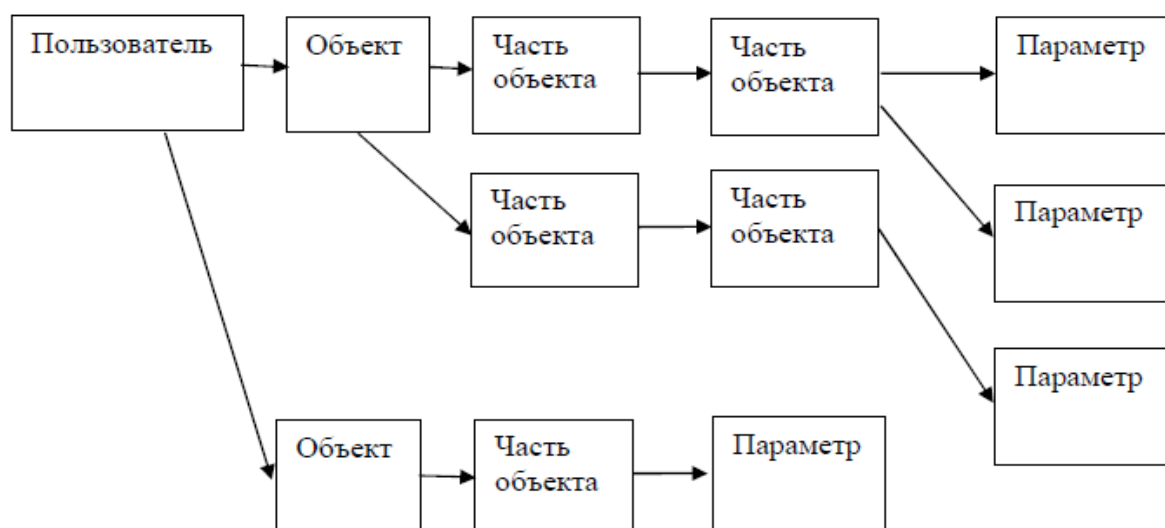 Пользователь
Объект
Часть
объекта
Часть
объекта
Параметр
Часть
объекта
Часть
объекта
Параметр
Параметр
Объект
Часть
объекта
Параметр